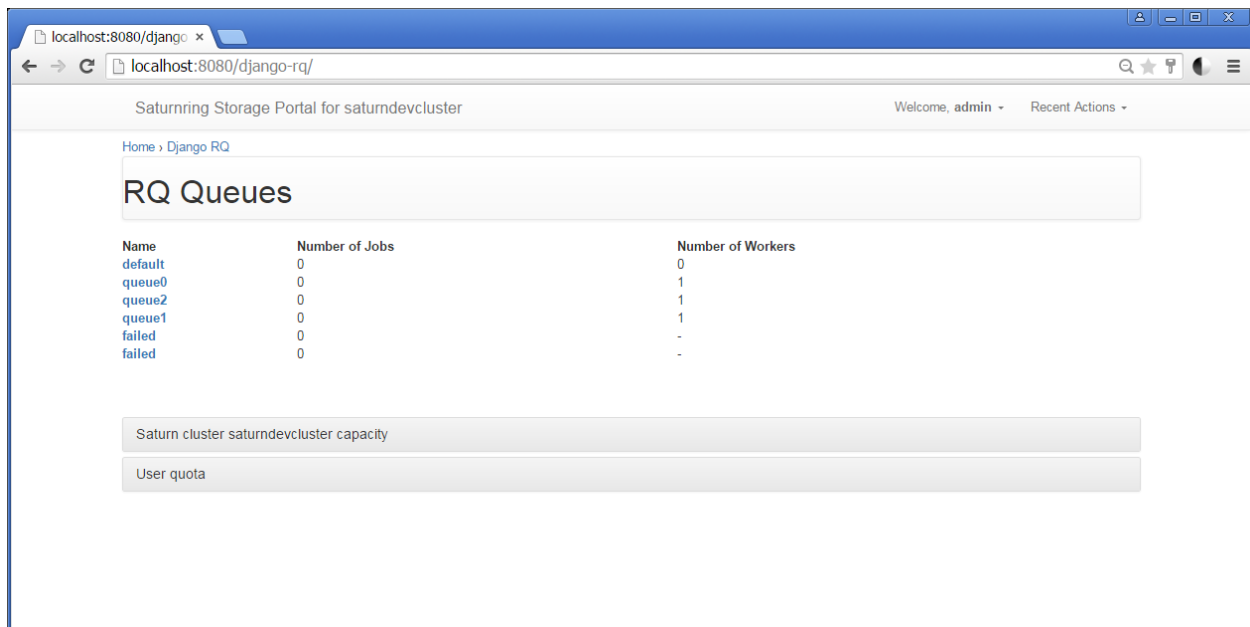 localhost:8080/django
localhost:8080/django-rq/
Saturnring Storage Portal for saturndevcluster Welcome, admin Recent Actions
Home › Django RQ
RQ Queues
Name Number of Jobs Number of Workers
default 0 0
queue0 0 1
queue2 0 1
queue1 0 1
failed 0 -
failed 0 -
Saturn cluster saturndevcluster capacity
User quota